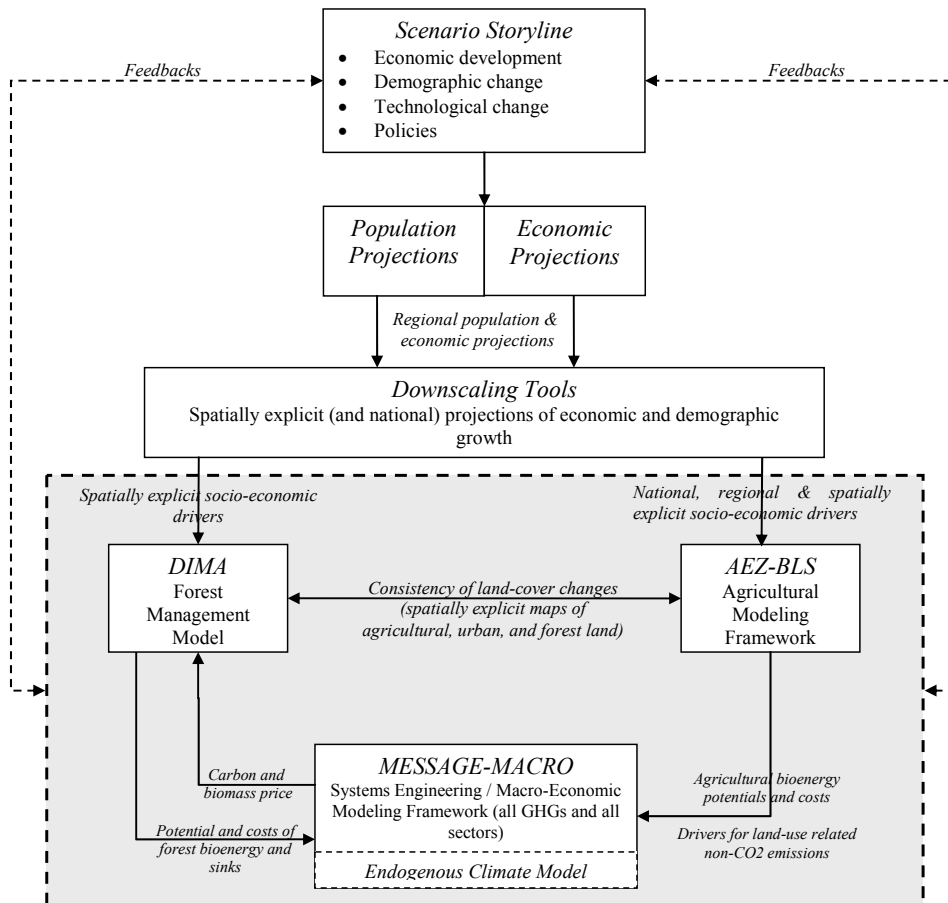 Scenario Storyline
• Economic development
• Demographic change
• Technological change
• Policies
Feedbacks
Feedbacks
Population
Projections
Economic
Projections
Regional population &
economic projections
Downscaling Tools
Spatially explicit (and national) projections of economic and demographic
growth
Spatially explicit socio-economic
drivers
National, regional & spatially
explicit socio-economic drivers
DIMA
Forest
Management
Model
Consistency of land-cover changes
(spatially explicit maps of
agricultural, urban, and forest land)
AEZ-BLS
Agricultural
Modeling
Framework
Carbon and
biomass price
Potential and costs of
forest bioenergy and
sinks
MESSAGE-MACRO
Systems Engineering / Macro-Economic
Modeling Framework (all GHGs and all
sectors)
Endogenous Climate Model
Agricultural bioenergy
potentials and costs
Drivers for land-use related
non-CO2 emissions